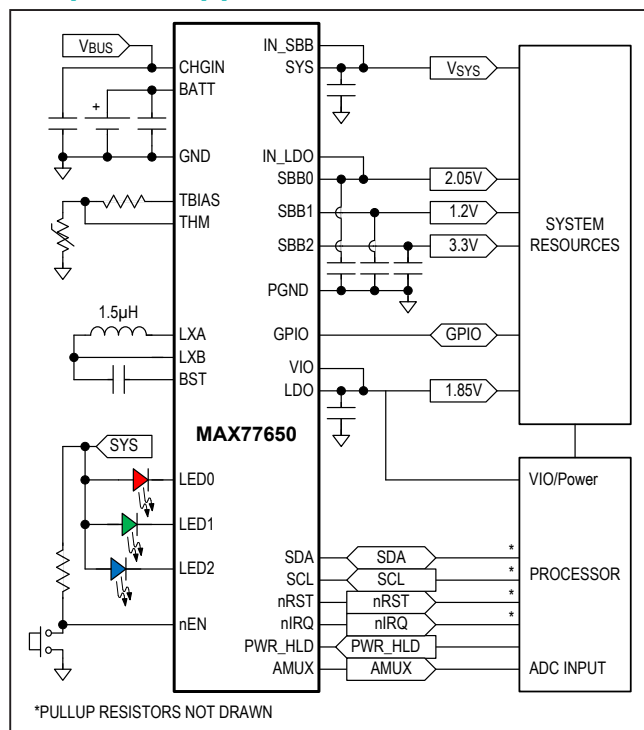 VBUS
CHGIN
BATT
+
GND
TBIAS
THM
1.5µH
LXA
LXB
BST
MAX77650
SYS
LED0
LED1
LED2
nEN
IN_SBB
SYS
VSYS
IN_LDO
SBB0
2.05V
SBB1
1.2V
SBB2
3.3V
PGND
GPIO
GPIO
VIO
LDO
1.85V
SYSTEM
RESOURCES
VIO/Power
SDA
SDA
*
SCL
SCL
*
nRST
nRST
*
nIRQ
nIRQ
*
PWR_HLD
PWR_HLD
AMUX
AMUX
PROCESSOR
ADC INPUT
*PULLUP RESISTORS NOT DRAWN